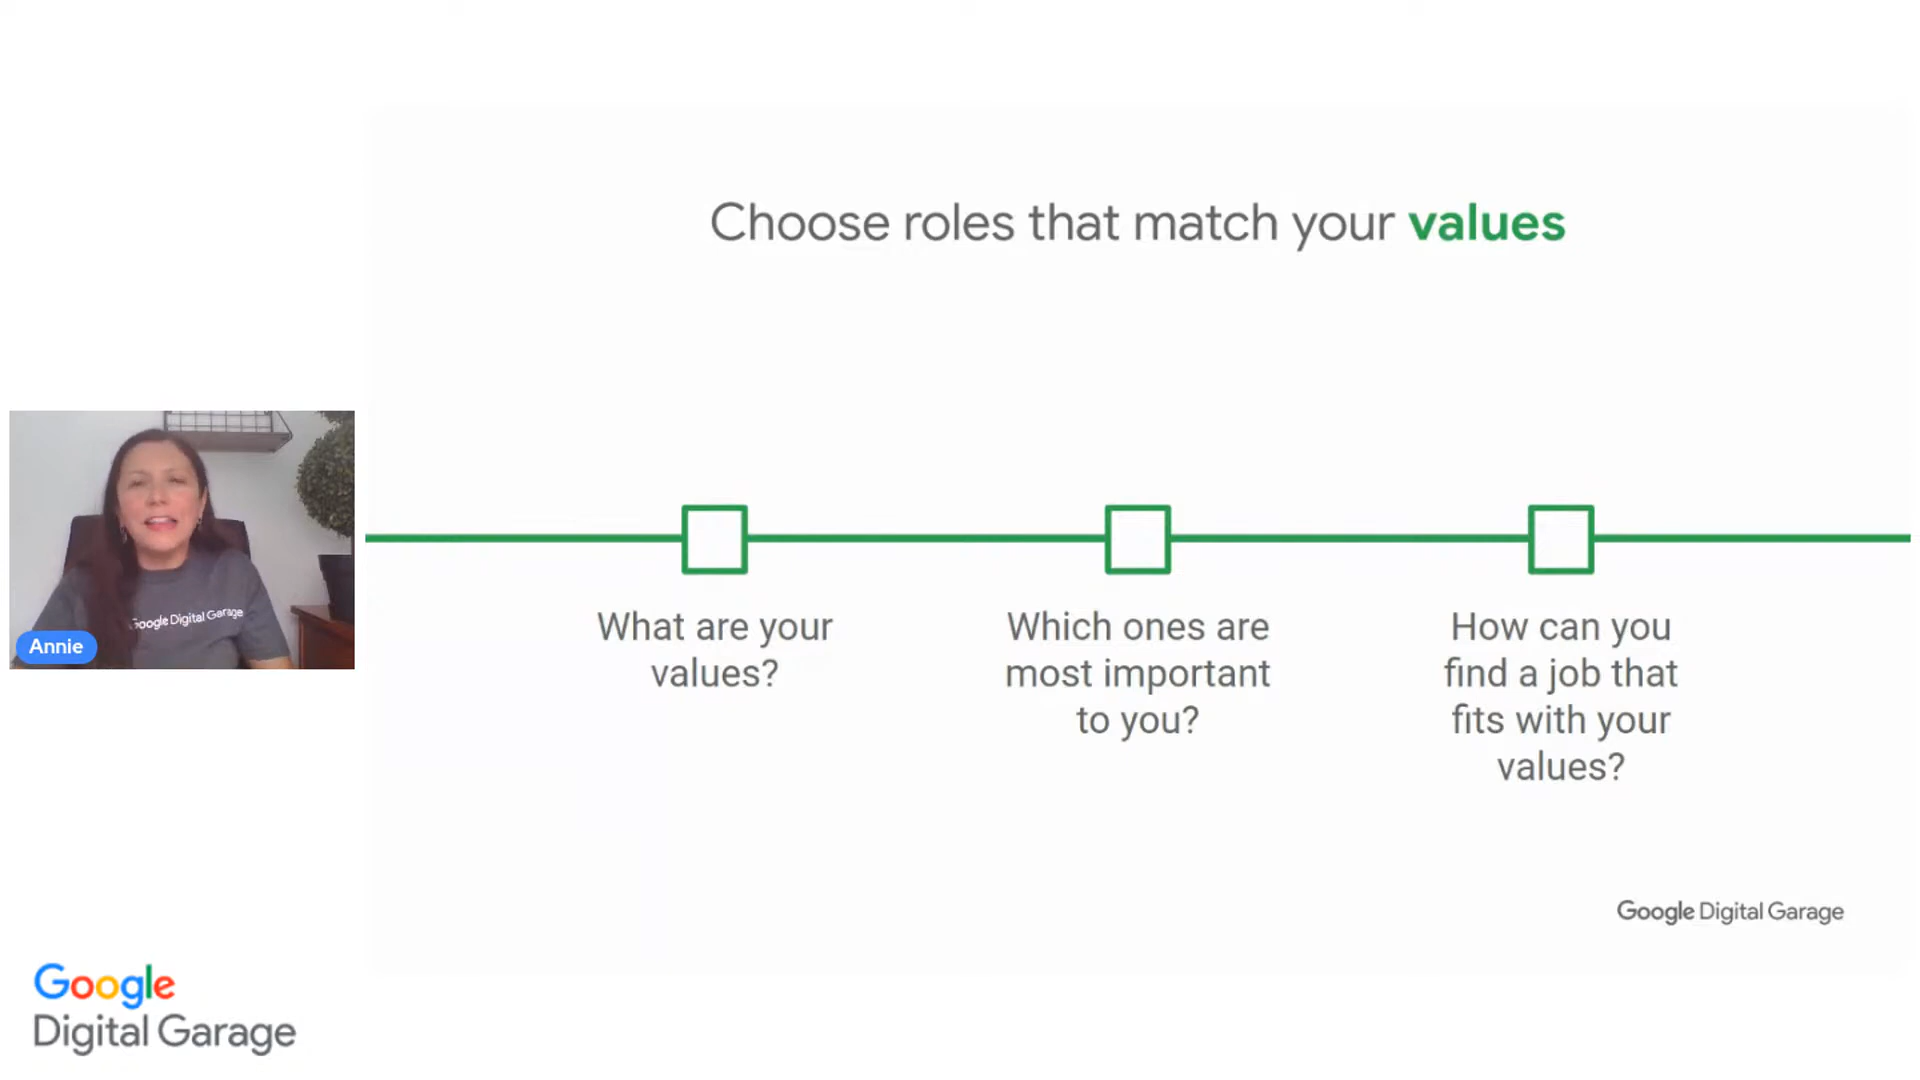 Choose roles that match your values
Google Digital Garage
Annie
What are your
values?
Which ones are
most important
to you?
How can you
find a job that
fits with your
values?
Google Digital Garage
Google
Digital Garage